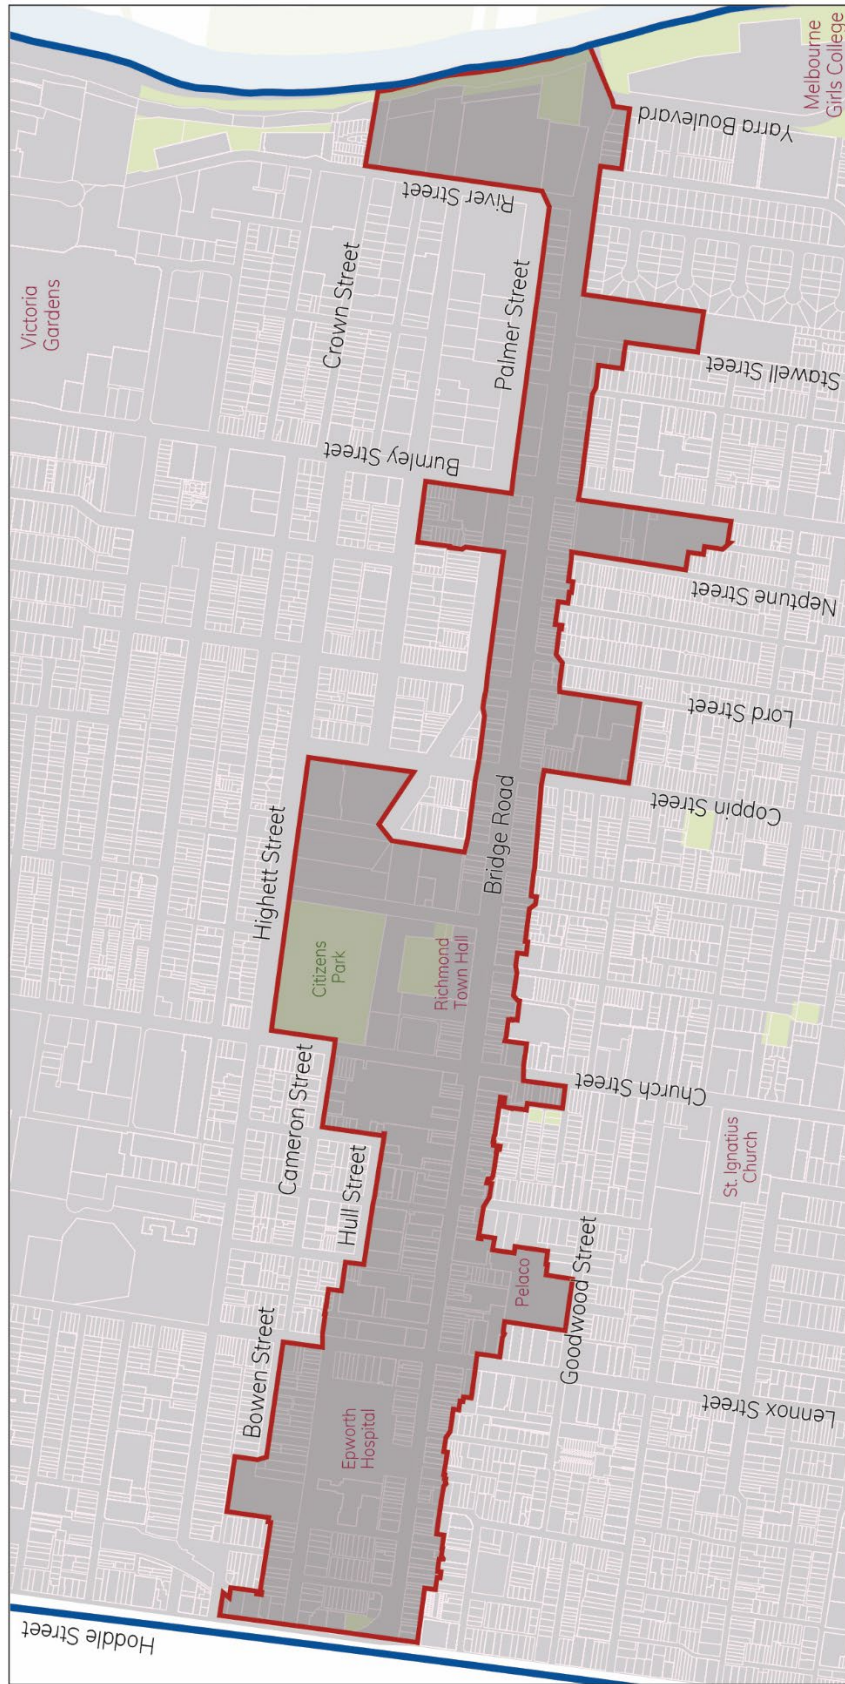 Melbourne
Girls College
Yarra Boulevard
River Street
Crown Street
Victoria
Gardens
Palmer Street
Stawell Street
Burnley Street
Neptune Street
Lord Street
Coppin Street
Bridge Road
Highett Street
Citizens
Park
Richmond
Town Hall
Church Street
Cameron Street
Hull Street
St. Ignatius
Church
Pelaco
Goodwood Street
Bowen Street
Lennox Street
Epworth
Hospital
Hoddle Street